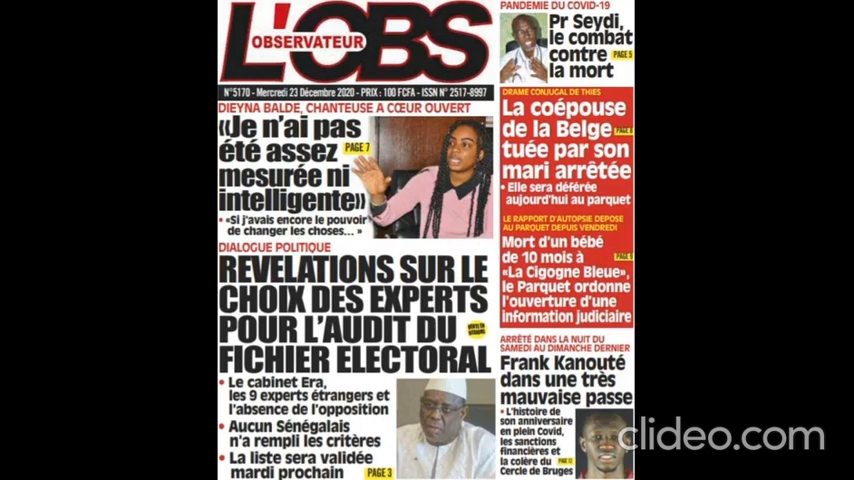 L'OBS
OBSERVATEUR
N°5170 - Mercredi 23 Décembre 2020 - PRIX : 100 FCFA - ISSN N° 2517-8997
DIEYNA BALDE, CHANTEUSE A CŒUR OUVERT
«Je n'ai pas
été assez
mesurée ni
intelligente»
PAGE 7
• «Si j'avais encore le pouvoir
de changer les choses... »
DIALOGUE POLITIQUE
REVELATIONS SUR LE
CHOIX DES EXPERTS
POUR L'AUDIT DU
FICHIER ELECTORAL
• Le cabinet Era,
les 9 experts étrangers et
l'absence de l'opposition
• Aucun Sénégalais
n'a rempli les critères
• La liste sera validée
mardi prochain
PAGE 3
PANDEMIE DU COVID-19
Pr Seydi,
le combat
contre
la mort
PAGE 5
DRAME CONJUGAL DE THIES
La coépouse
de la Belge
tuée par son
mari arrêtée
• Elle sera déférée
aujourd'hui au parquet
LE RAPPORT D'AUTOPSIE DEPOSE
AU PARQUET DEPUIS VENDREDI
Mort d'un bébé
de 10 mois à
«La Cigogne Bleue»,
le Parquet ordonne
l'ouverture d'une
information judiciaire
ARRÊTÉ DANS LA NUIT DU
SAMEDI AU DIMANCHE DERNIER
Frank Kanouté
dans une très
mauvaise passe
• L'histoire de
son anniversaire
en plein Covid,
les sanctions
financières et
la colère du
Cercle de Bruges
clideo.com